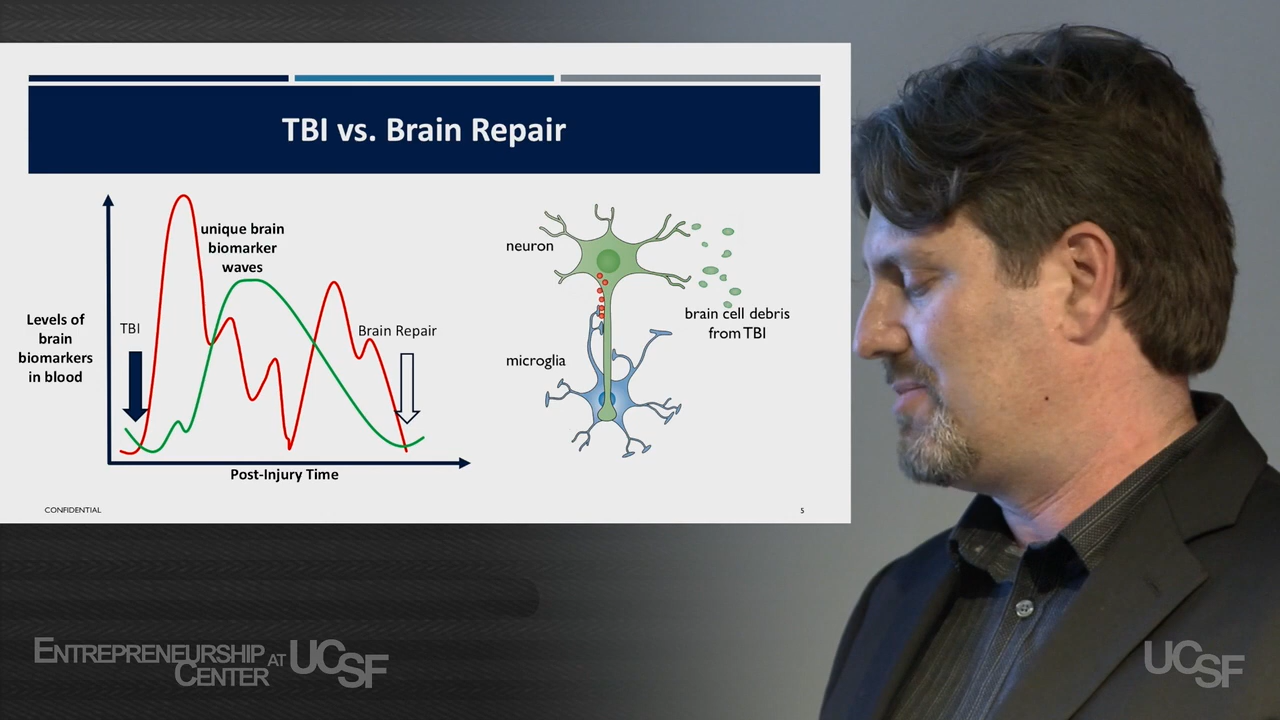 TBI vs. Brain Repair
unique brain
biomarker
waves
Levels of
brain
biomarkers
in blood
TBI
Brain Repair
Post-Injury Time
neuron
brain cell debris
from TBI
microglia
CONFIDENTIAL
5
ENTREPRENEURSHIP
CENTER AT UCSF
UCSF